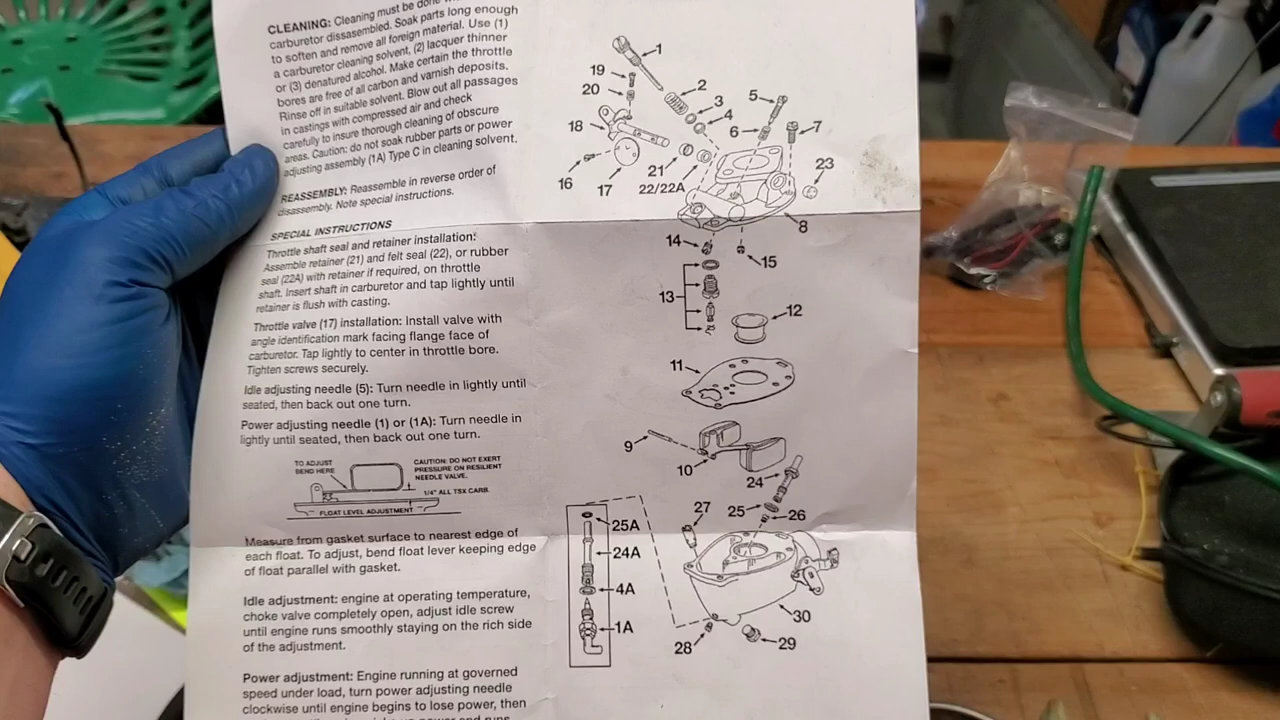 CLEANING: Cleaning must be done
carburetor dissasembled. Soak parts long enough
to soften and remove all foreign material. Use (1)
a carburetor cleaning solvent, (2) lacquer thinner
or (3) denatured alcohol. Make certain the throttle
bores are free of all carbon and varnish deposits.
Rinse off in suitable solvent. Blow out all passages
in castings with compressed air and check
carefully to insure thorough cleaning of obscure
areas. Caution: do not soak rubber parts or power
adjusting assembly (1A) Type C in cleaning solvent.
REASSEMBLY: Reassemble in reverse order of
disassembly. Note special instructions.
SPECIAL INSTRUCTIONS
Throttle shaft seal and retainer installation:
Assemble retainer (21) and felt seal (22), or rubber
seal (22A) with retainer if required, on throttle
shaft. Insert shaft in carburetor and tap lightly until
retainer is flush with casting.
Throttle valve (17) installation: Install valve with
angle identification mark facing flange face of
carburetor. Tap lightly to center in throttle bore.
Tighten screws securely.
Idle adjusting needle (5): Turn needle in lightly until
seated, then back out one turn.
Power adjusting needle (1) or (1A): Turn needle in
lightly until seated, then back out one turn.
TO ADJUST
BEND HERE
CAUTION: DO NOT EXERT
PRESSURE ON RESILIENT
NEEDLE VALVE.
1/4" ALL TSX CARB.
FLOAT LEVEL ADJUSTMENT
Measure from gasket surface to nearest edge of
each float. To adjust, bend float lever keeping edge
of float parallel with gasket.
Idle adjustment: engine at operating temperature,
choke valve completely open, adjust idle screw
until engine runs smoothly staying on the rich side
of the adjustment.
Power adjustment: Engine running at governed
speed under load, turn power adjusting needle
clockwise until engine begins to lose power, then
1
19
20
2
3
4
5
6
7
18
21
22/22A
23
16
17
8
14
15
13
12
11
9
10
24
25
26
27
25A
24A
4A
1A
30
28
29